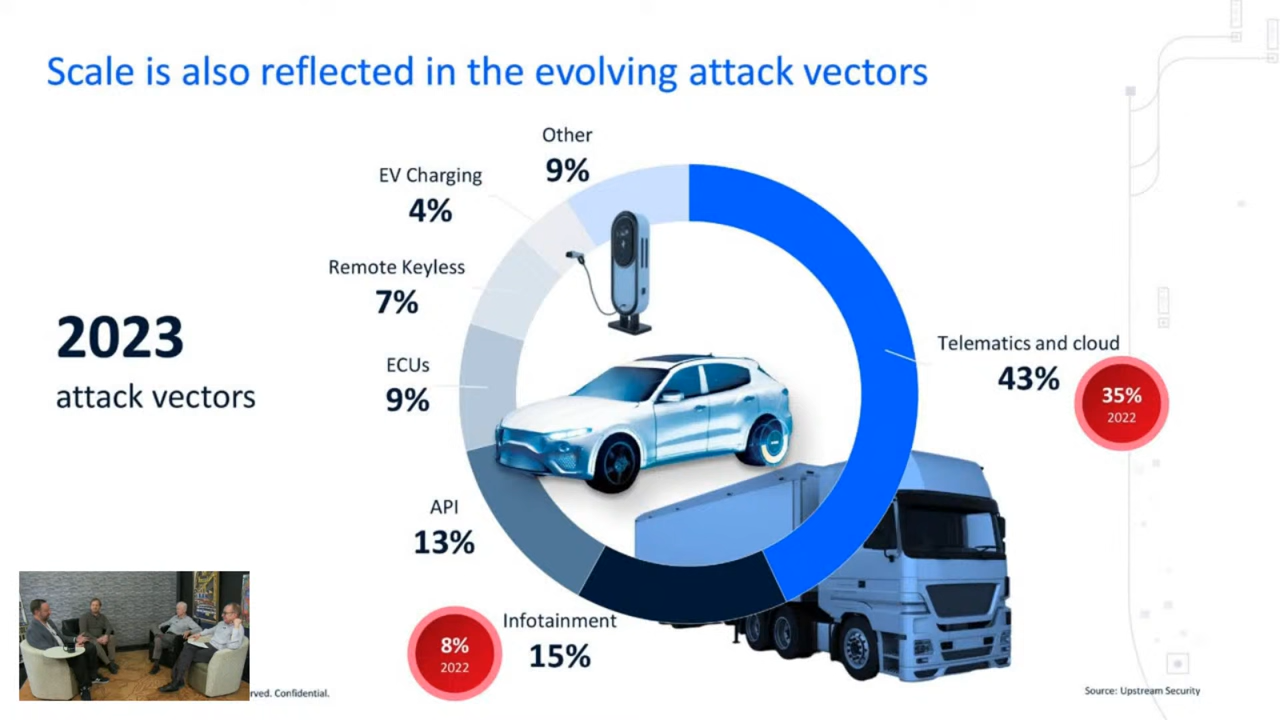 Scale is also reflected in the evolving attack vectors
Other
9%
EV Charging
4%
Remote Keyless
7%
2023
attack vectors
ECUs
9%
Telematics and cloud
43%
35%
2022
API
13%
Infotainment
15%
8%
2022
rved. Confidential.
Source: Upstream Security